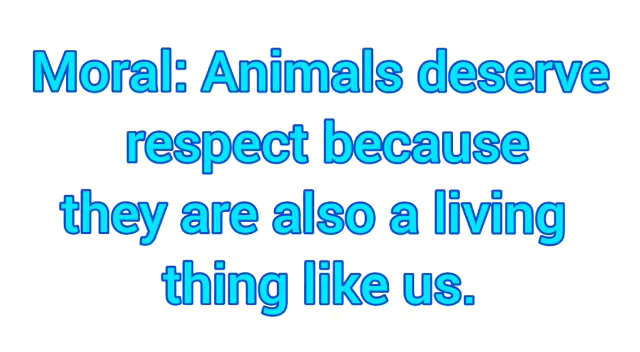 Moral: Animals deserve
respect because
they are also a living
thing like us.